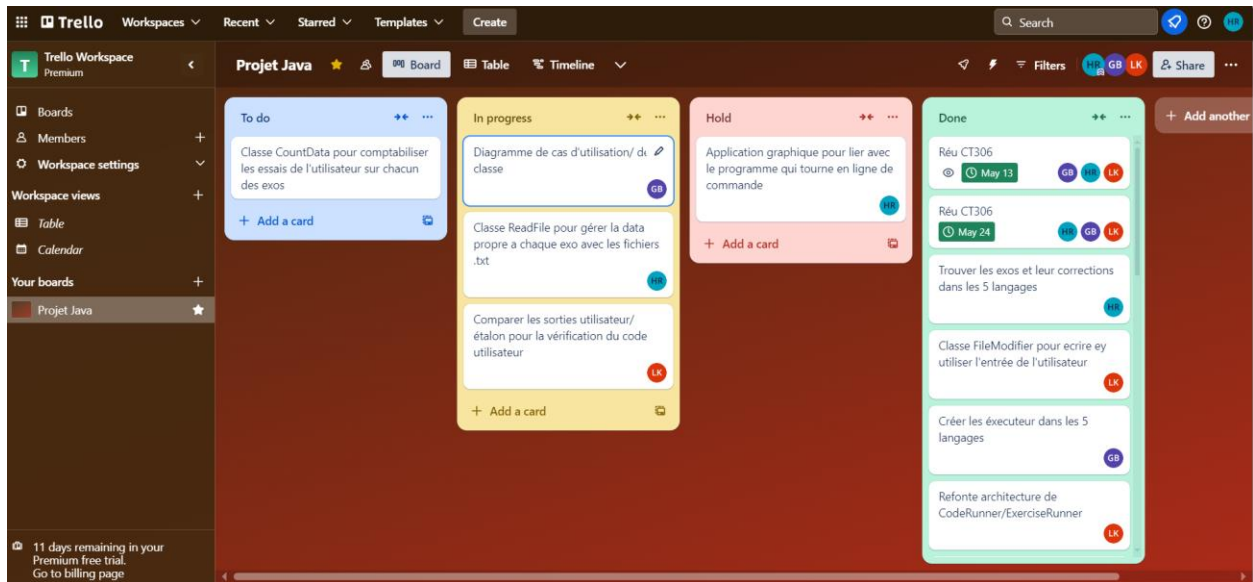 Trello Workspaces Recent Starred Templates Create Search HR
T Trello Workspace
Premium
Projet Java Board Table Timeline Filters HR GB LK Share
Boards
Members
Workspace settings
Workspace views
Table
Calendar
Your boards
Projet Java
11 days remaining in your
Premium free trial.
Go to billing page
To do
Classe CountData pour comptabiliser
les essais de l'utilisateur sur chacun
des exos
+ Add a card
In progress
Diagramme de cas d'utilisation/ de
classe
GB
Classe ReadFile pour gérer la data
propre a chaque exo avec les fichiers
.txt
HR
Comparer les sorties utilisateur/
étalon pour la vérification du code
utilisateur
LK
+ Add a card
Hold
Application graphique pour lier avec
le programme qui tourne en ligne de
commande
HR
+ Add a card
Done
Réu CT306
May 13 GB HR LK
Réu CT306
May 24 HR GB LK
Trouver les exos et leur corrections
dans les 5 langages
HR
Classe FileModifier pour ecrire ey
utiliser l'entrée de l'utilisateur
LK
Créer les éxecuteur dans les 5
langages
GB
Refonte architecture de
CodeRunner/ExerciseRunner
LK
+ Add another